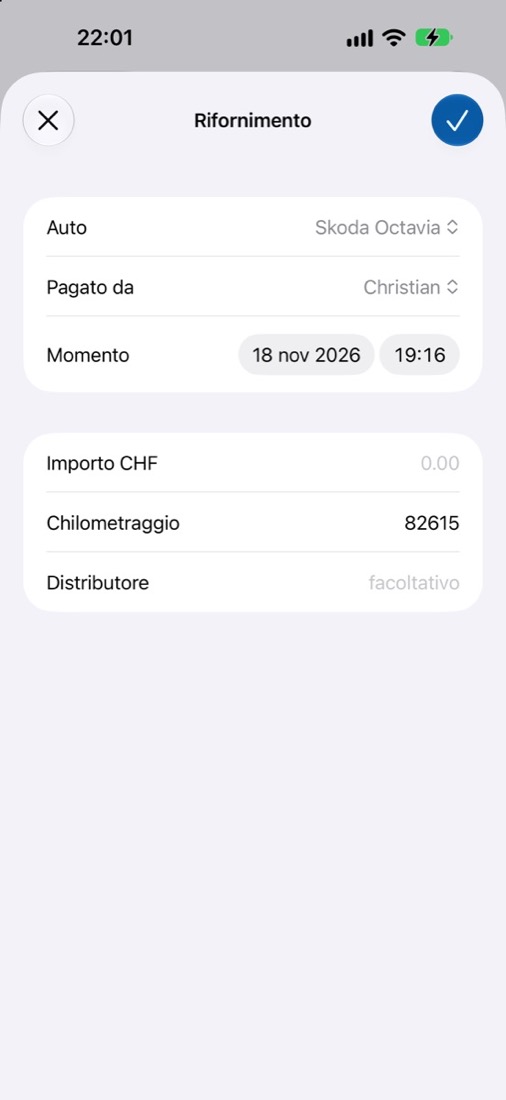 22:01
Rifornimento
Auto Skoda Octavia
Pagato da Christian
Momento 18 nov 2026 19:16
Importo CHF 0.00
Chilometraggio 82615
Distributore facoltativo